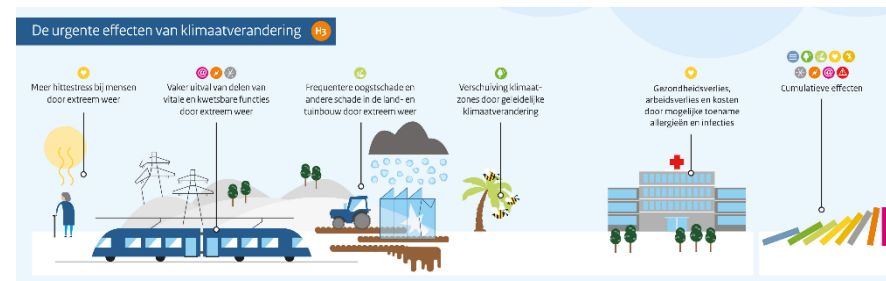 De urgente effecten van klimaatverandering H3
Meer hittestress bij mensen
door extreem weer
Vaker uitval van delen van
vitale en kwetsbare functies
door extreem weer
Frequentere oogstschade en
andere schade in de land- en
tuinbouw door extreem weer
Verschuiving klimaat-
zones door geleidelijke
klimaatverandering
Gezondheidsverlies,
arbeidsverlies en kosten
door mogelijke toename
allergieën en infecties
Cumulatieve effecten